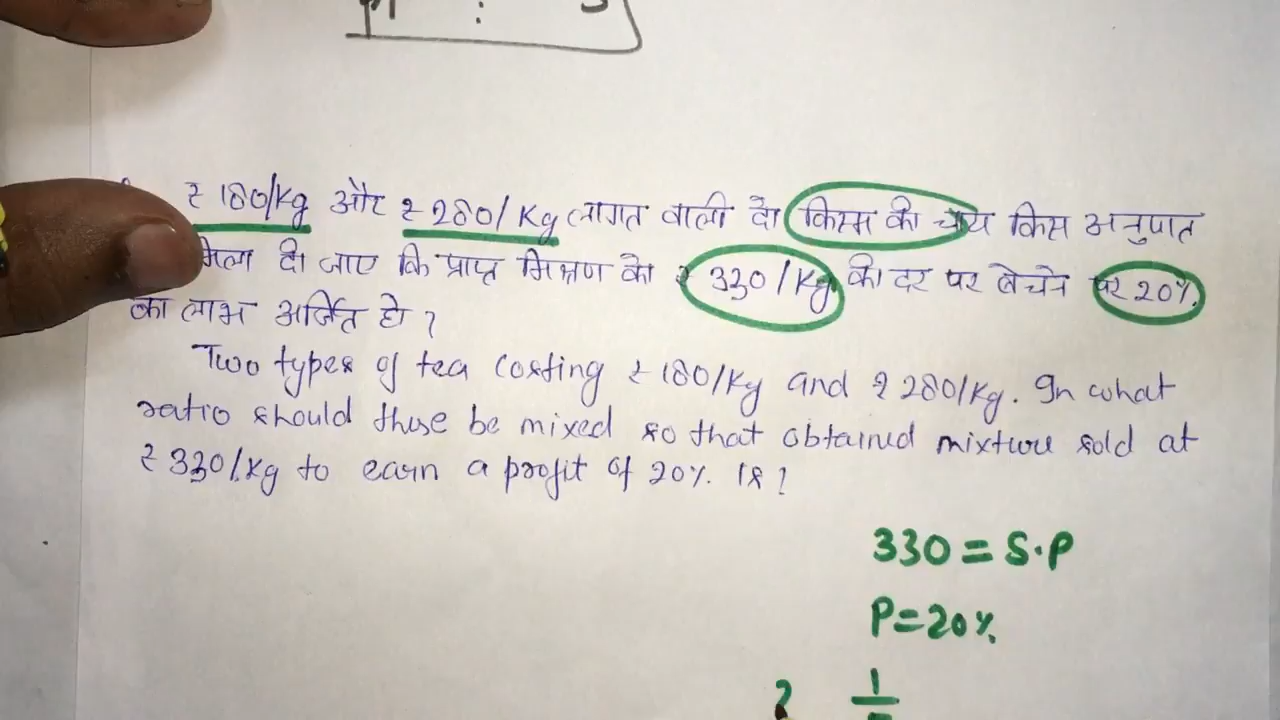 ₹ 180/Kg और ₹ 280/Kg लागत वाली दो किस्म की चाय किस अनुपात
मिला दी जाए कि प्राप्त मिश्रण को ₹ 330/Kg की दर पर बेचने पर 20%
का लाभ अर्जित हो ?
Two types of tea costing ₹ 180/Kg and ₹ 280/Kg. In what
ratio should these be mixed so that obtained mixture sold at
₹ 330/Kg to earn a profit of 20% is ?
330 = S.P
P=20%
1